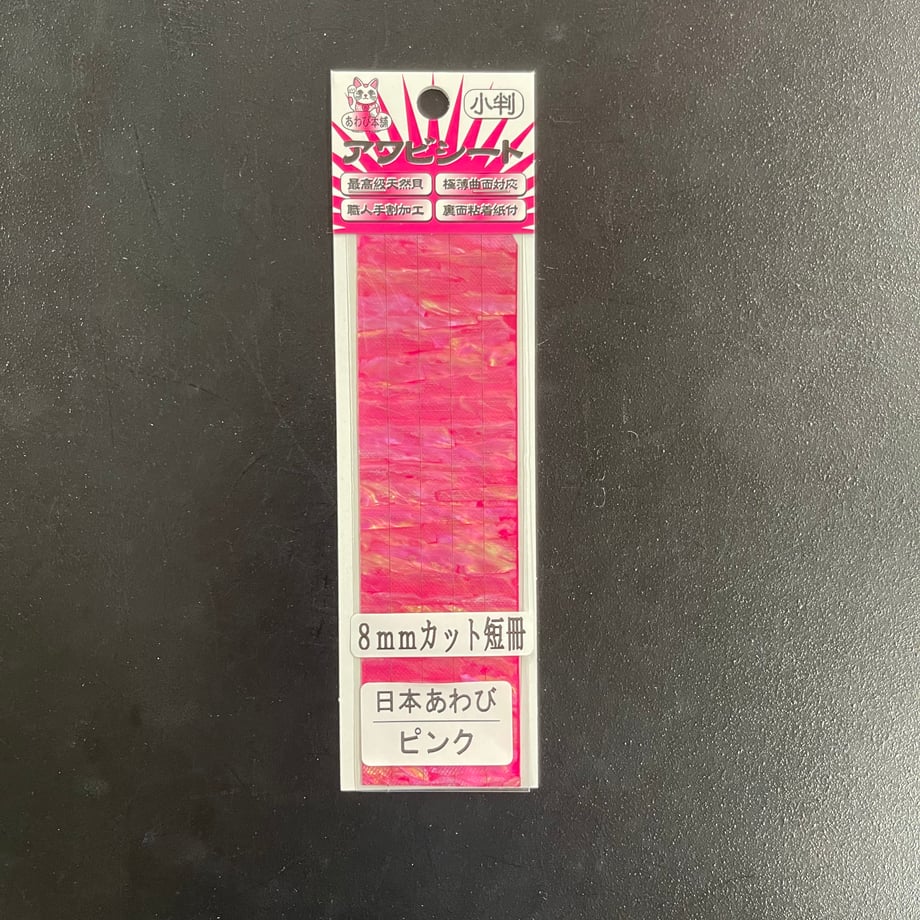 小判
あわび本舗
アワビシート
最高級天然貝
極薄曲面対応
職人手割加工
裏面粘着紙付
8mmカット短冊
日本あわび
ピンク